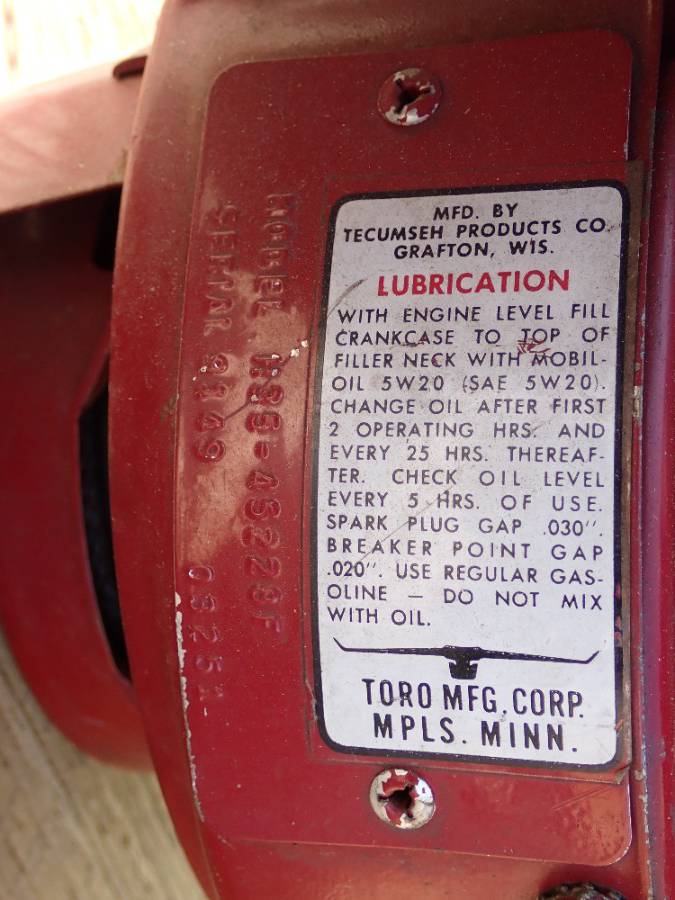 MFD. BY
TECUMSEH PRODUCTS CO.
GRAFTON, WIS.
LUBRICATION
WITH ENGINE LEVEL FILL
CRANKCASE TO TOP OF
FILLER NECK WITH MOBIL-
OIL 5W20 (SAE 5W20).
CHANGE OIL AFTER FIRST
2 OPERATING HRS. AND
EVERY 25 HRS. THEREAF-
TER. CHECK OIL LEVEL
EVERY 5 HRS. OF USE.
SPARK PLUG GAP .030".
BREAKER POINT GAP
.020". USE REGULAR GAS-
OLINE — DO NOT MIX
WITH OIL.
TORO MFG. CORP.
MPLS. MINN.
MODEL
SERIAL